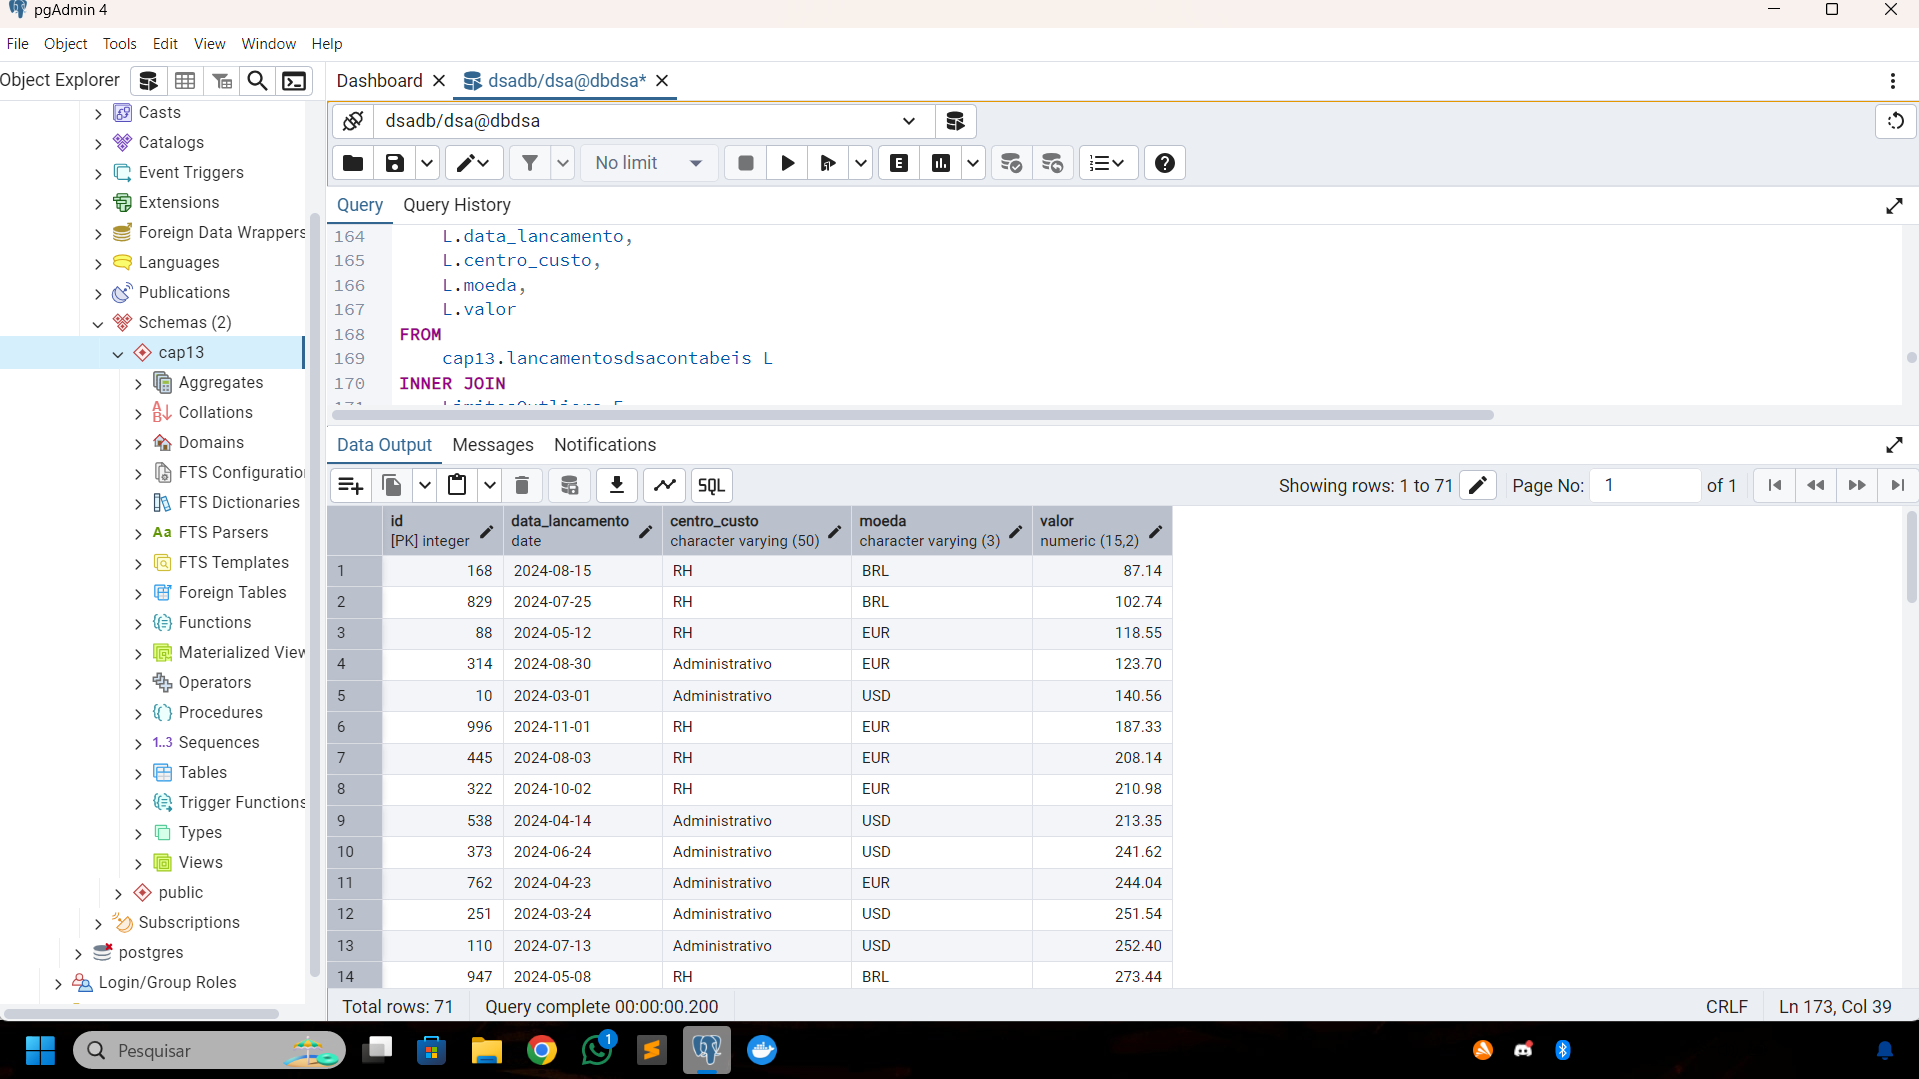 pgAdmin 4
File Object Tools Edit View Window Help
Object Explorer
Dashboard
dsadb/dsa@dbdsa*
Casts
Catalogs
Event Triggers
Extensions
Foreign Data Wrappers
Languages
Publications
Schemas (2)
cap13
Aggregates
Collations
Domains
FTS Configuratio
FTS Dictionaries
Aa FTS Parsers
FTS Templates
Foreign Tables
Functions
Materialized View
Operators
Procedures
1..3 Sequences
Tables
Trigger Functions
Types
Views
public
Subscriptions
postgres
Login/Group Roles
dsadb/dsa@dbdsa
No limit
E
Query Query History
164 L.data_lancamento,
165 L.centro_custo,
166 L.moeda,
167 L.valor
168 FROM
169 cap13.lancamentosdsacontabeis L
170 INNER JOIN
Data Output Messages Notifications
SQL Showing rows: 1 to 71 Page No: 1 of 1
id data_lancamento centro_custo moeda valor
[PK] integer date character varying (50) character varying (3) numeric (15,2)
1 168 2024-08-15 RH BRL 87.14
2 829 2024-07-25 RH BRL 102.74
3 88 2024-05-12 RH EUR 118.55
4 314 2024-08-30 Administrativo EUR 123.70
5 10 2024-03-01 Administrativo USD 140.56
6 996 2024-11-01 RH EUR 187.33
7 445 2024-08-03 RH EUR 208.14
8 322 2024-10-02 RH EUR 210.98
9 538 2024-04-14 Administrativo USD 213.35
10 373 2024-06-24 Administrativo USD 241.62
11 762 2024-04-23 Administrativo EUR 244.04
12 251 2024-03-24 Administrativo USD 251.54
13 110 2024-07-13 Administrativo USD 252.40
14 947 2024-05-08 RH BRL 273.44
Total rows: 71 Query complete 00:00:00.200 CRLF Ln 173, Col 39
Pesquisar
1